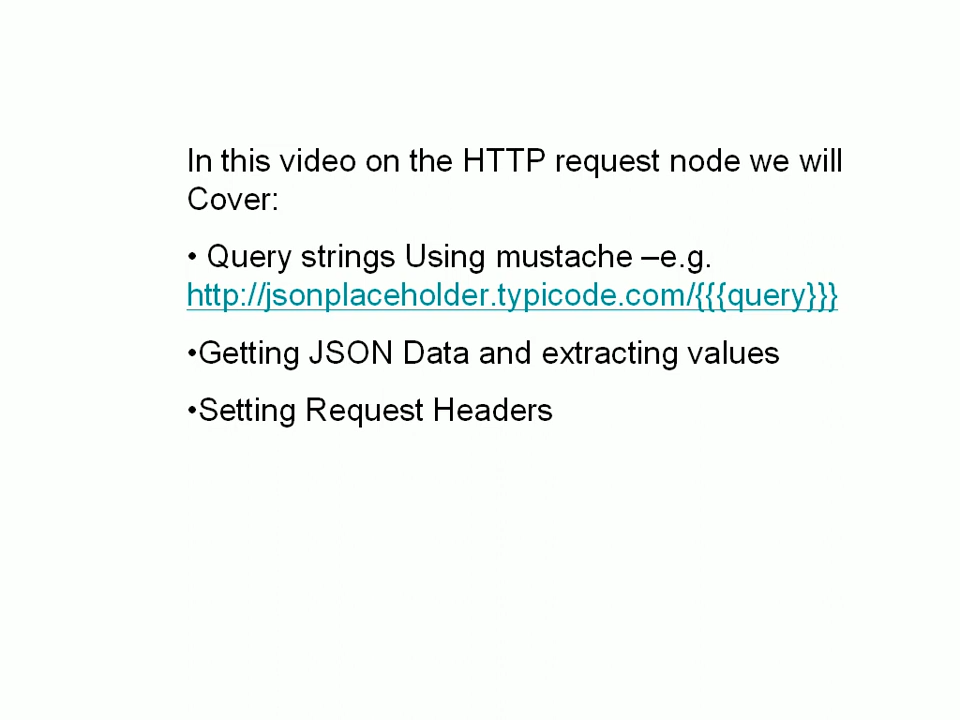 In this video on the HTTP request node we will
Cover:
• Query strings Using mustache –e.g.
http://jsonplaceholder.typicode.com/{{{query}}}
•Getting JSON Data and extracting values
•Setting Request Headers